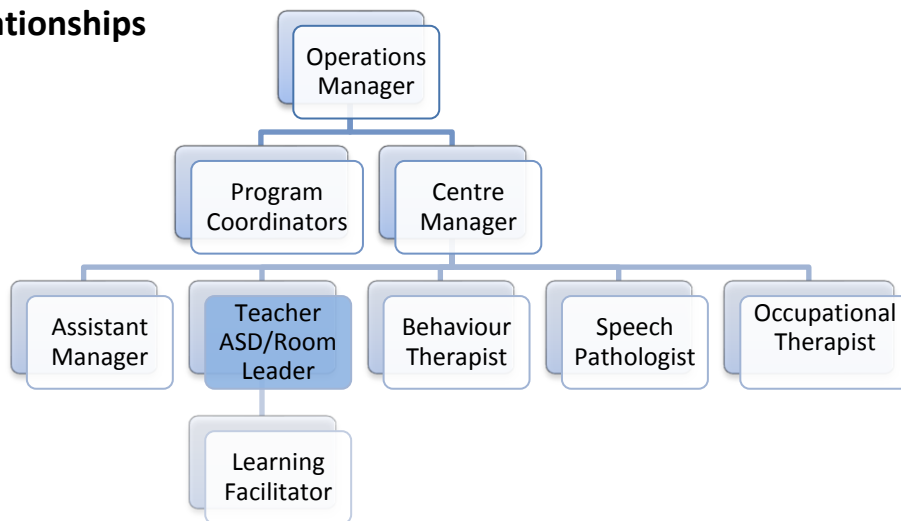 ationships
Operations
Manager
Program
Coordinators
Centre
Manager
Assistant
Manager
Teacher
ASD/Room
Leader
Behaviour
Therapist
Speech
Pathologist
Occupational
Therapist
Learning
Facilitator